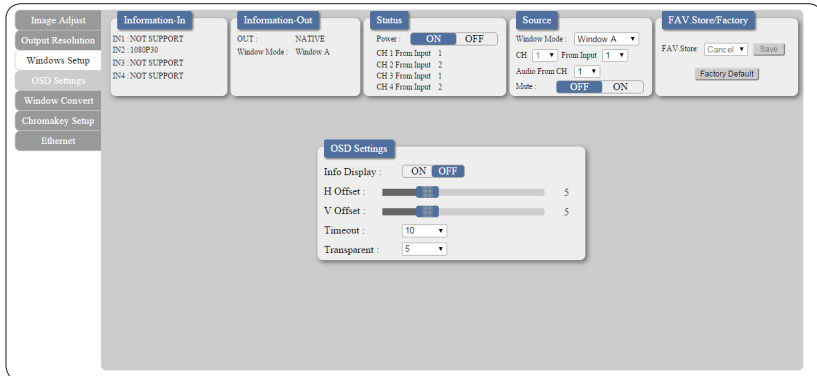 Image Adjust
Output Resolution
Windows Setup
OSD Settings
Window Convert
Chromakey Setup
Ethernet
Information-In
IN1 : NOT SUPPORT
IN2 : 1080P30
IN3 : NOT SUPPORT
IN4 : NOT SUPPORT
Information-Out
OUT : NATIVE
Window Mode : Window A
Status
Power : ON OFF
CH 1 From Input 1
CH 2 From Input 2
CH 3 From Input 1
CH 4 From Input 2
Source
Window Mode : Window A
CH 1 From Input 1
Audio From CH 1
Mute : OFF ON
FAV.Store/Factory
FAV.Store: Cancel Save
Factory Default
OSD Settings
Info Display : ON OFF
H Offset : 5
V Offset : 5
Timeout : 10
Transparent : 5